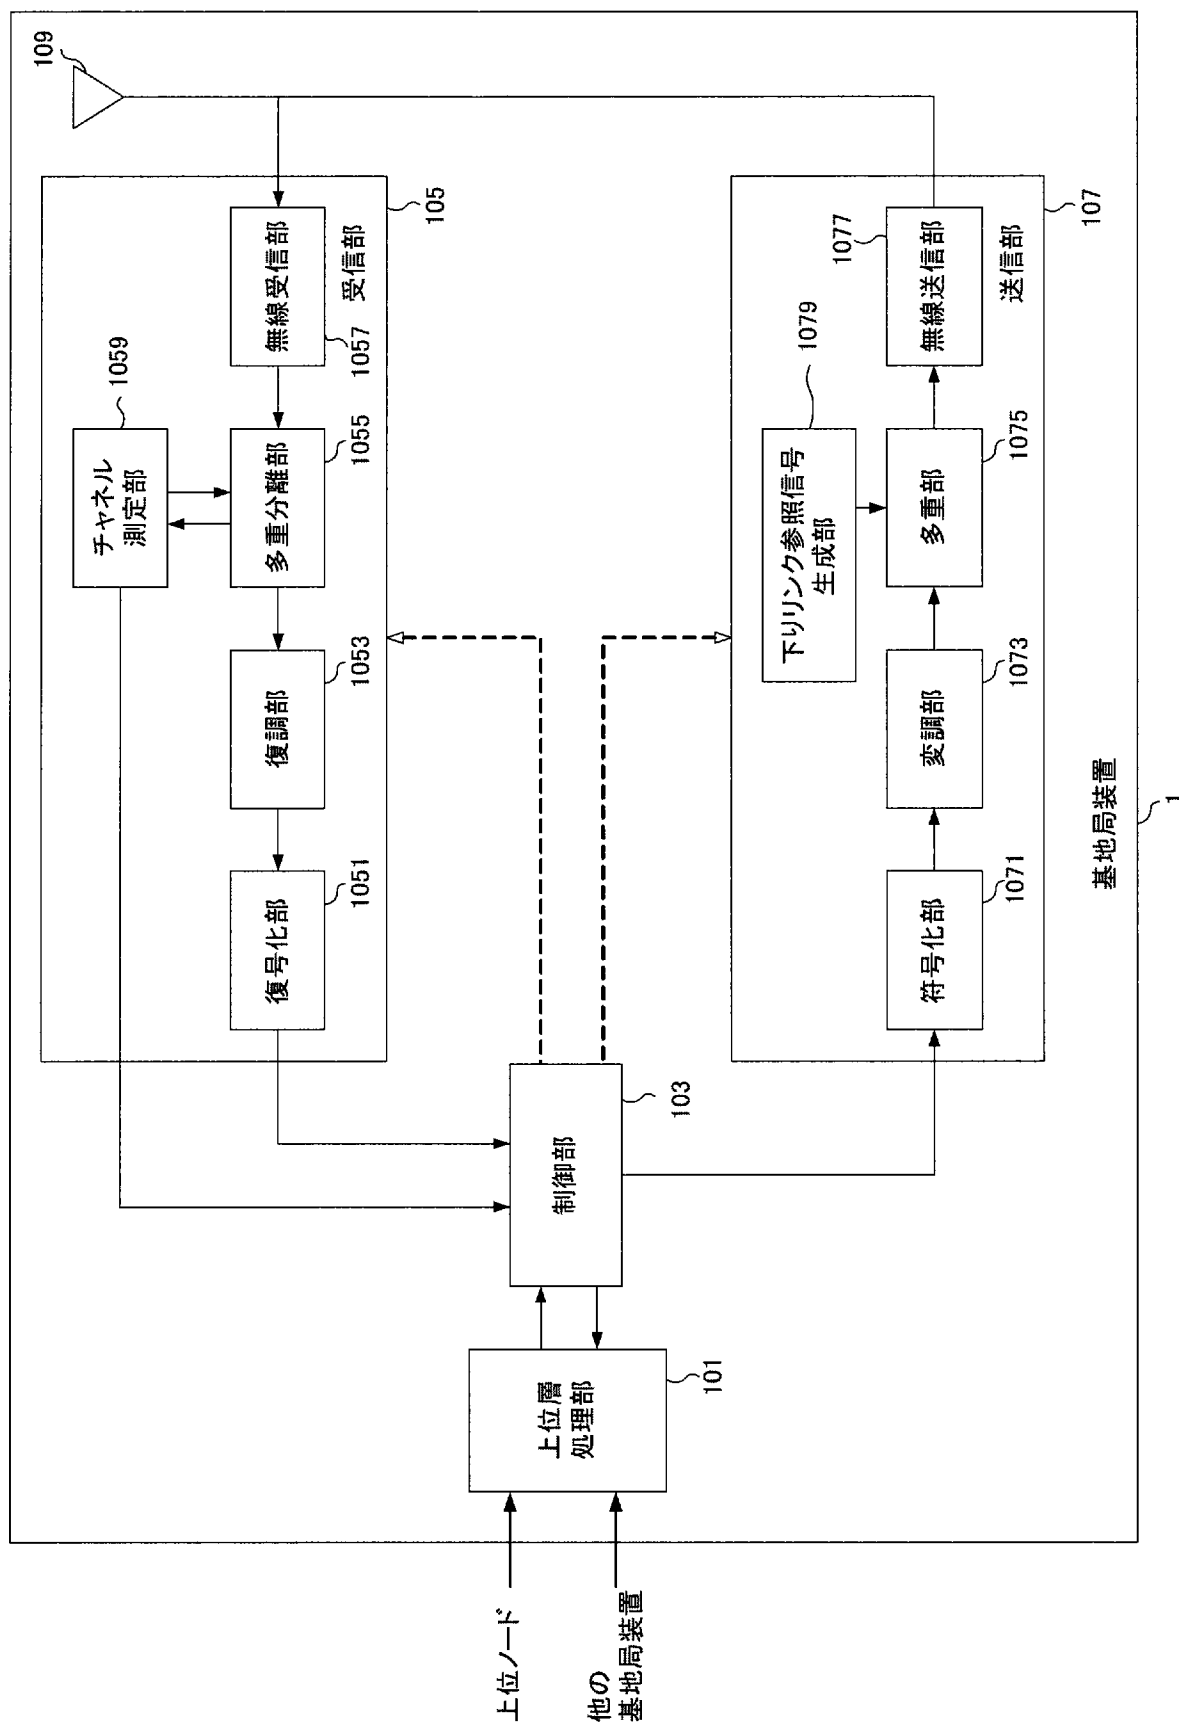 109
105
受信部
無線受信部
1057
チャネル
測定部
1059
多重分離部
1055
復調部
1053
復号化部
1051
107
送信部
無線送信部
1077
下りリンク参照信号
生成部
1079
多重部
1075
変調部
1073
符号化部
1071
制御部
103
上位層
処理部
101
上位ノード
他の
基地局装置
基地局装置
1